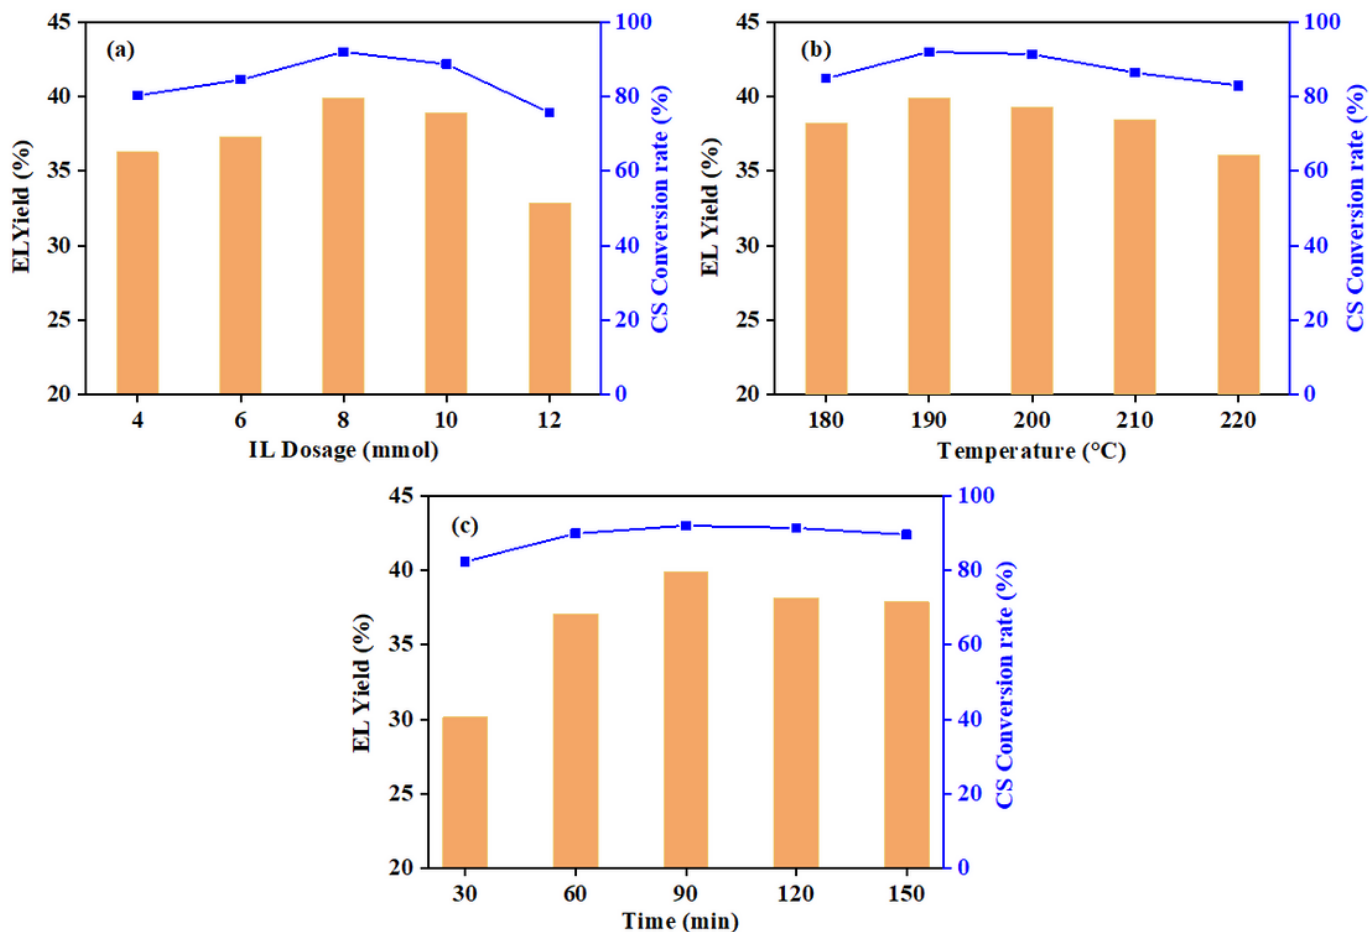 (a)
45
40
35
30
25
20
ELYield (%)
100
80
60
40
20
0
CS Conversion rate (%)
4 6 8 10 12
IL Dosage (mmol)
(b)
45
40
35
30
25
20
EL Yield (%)
100
80
60
40
20
0
CS Conversion rate (%)
180 190 200 210 220
Temperature (°C)
(c)
45
40
35
30
25
20
EL Yield (%)
100
80
60
40
20
0
CS Conversion rate (%)
30 60 90 120 150
Time (min)